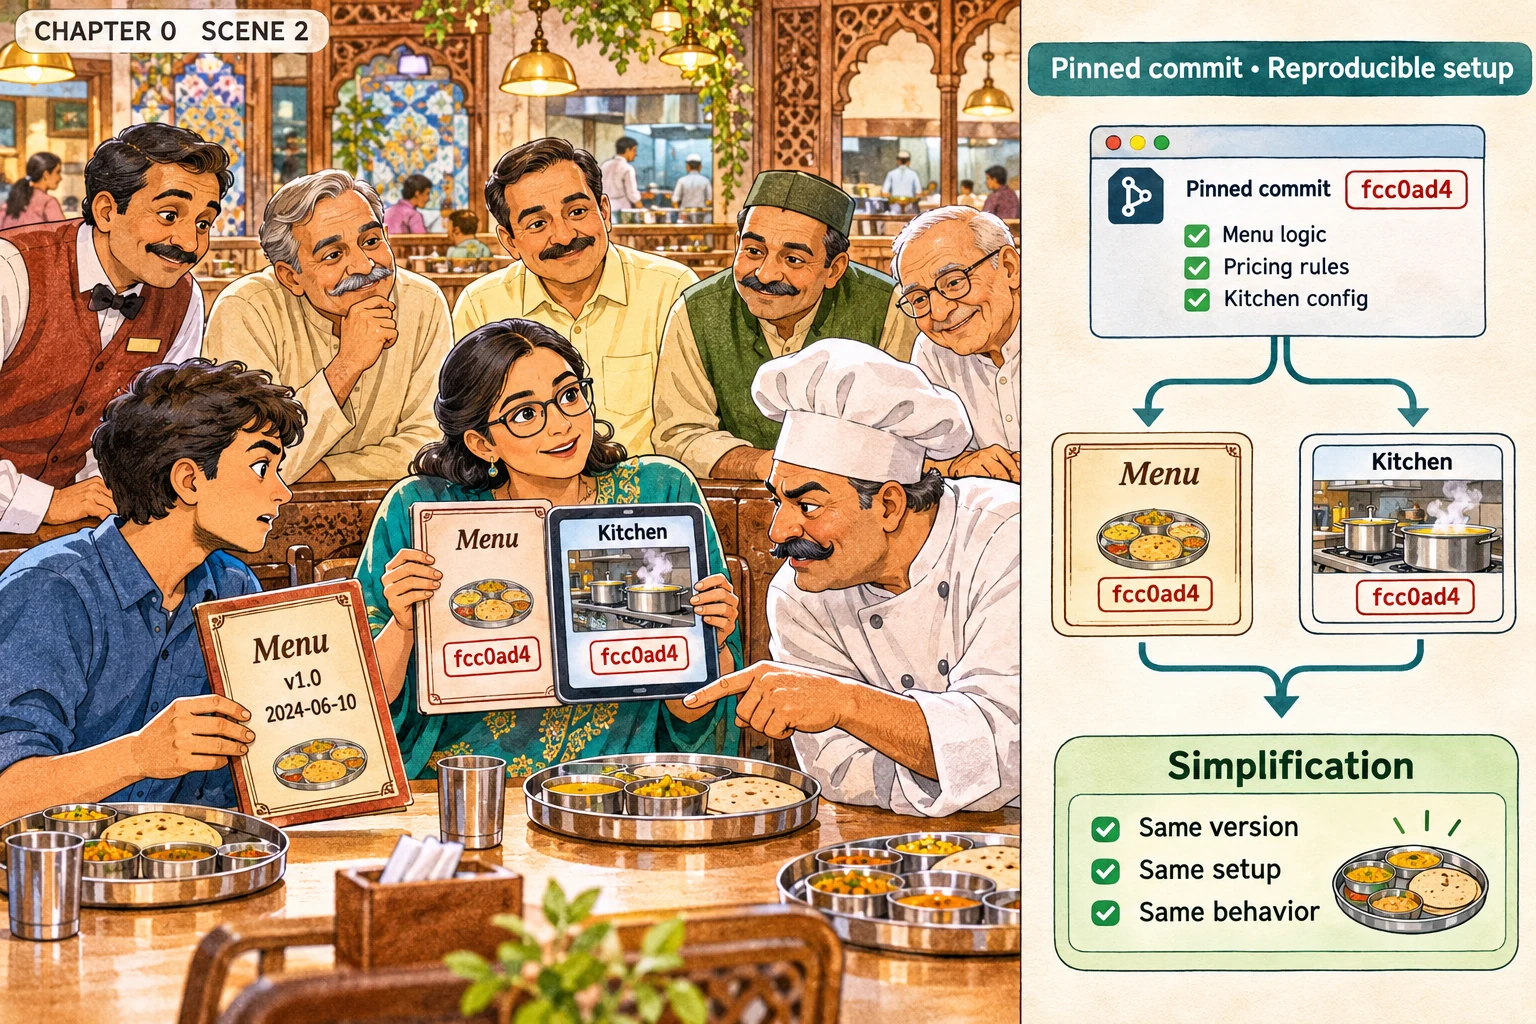 CHAPTER 0 SCENE 2
Menu
v1.0
2024-06-10
Menu
fcc0ad4
Kitchen
fcc0ad4
Pinned commit • Reproducible setup
Pinned commit fcc0ad4
Menu logic
Pricing rules
Kitchen config
Menu
fcc0ad4
Kitchen
fcc0ad4
Simplification
Same version
Same setup
Same behavior